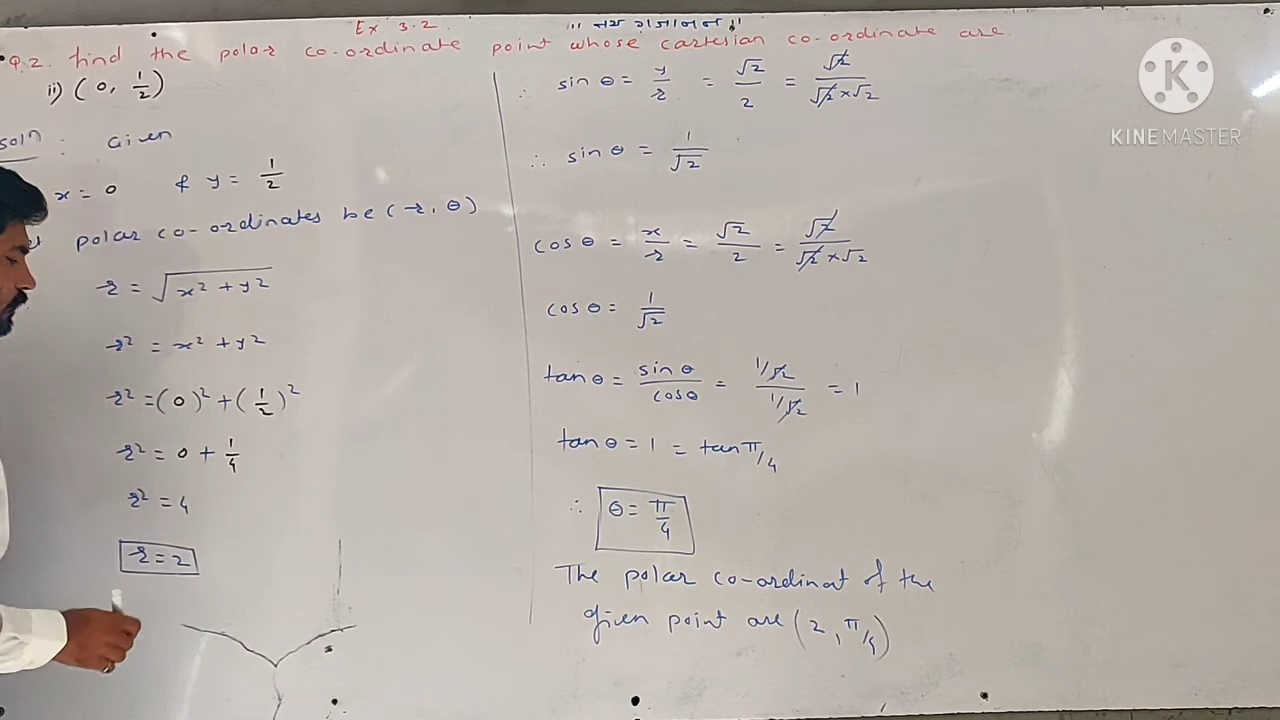 Ex 3.2.
"जय गजानन"
Q.2. find the polar co-ordinate point whose cartesian co-ordinate are.
ii) (0, 1/2)
Soln : Given
x = 0 & y = 1/2
polar co-ordinates be (r, θ)
r = √(x² + y²)
r² = x² + y²
r² = (0)² + (1/2)²
r² = 0 + 1/4
r² = 4
r = 2
∴ sin θ = y/r = √2/2 = √2/(√2×√2)
∴ sin θ = 1/√2
cos θ = x/r = √2/2 = √2/(√2×√2)
cos θ = 1/√2
tan θ = sin θ/cos θ = (1/√2)/(1/√2) = 1
tan θ = 1 = tan π/4
∴ θ = π/4
The polar co-ordinat of the
given point are (2, π/4)
K
KINEMASTER